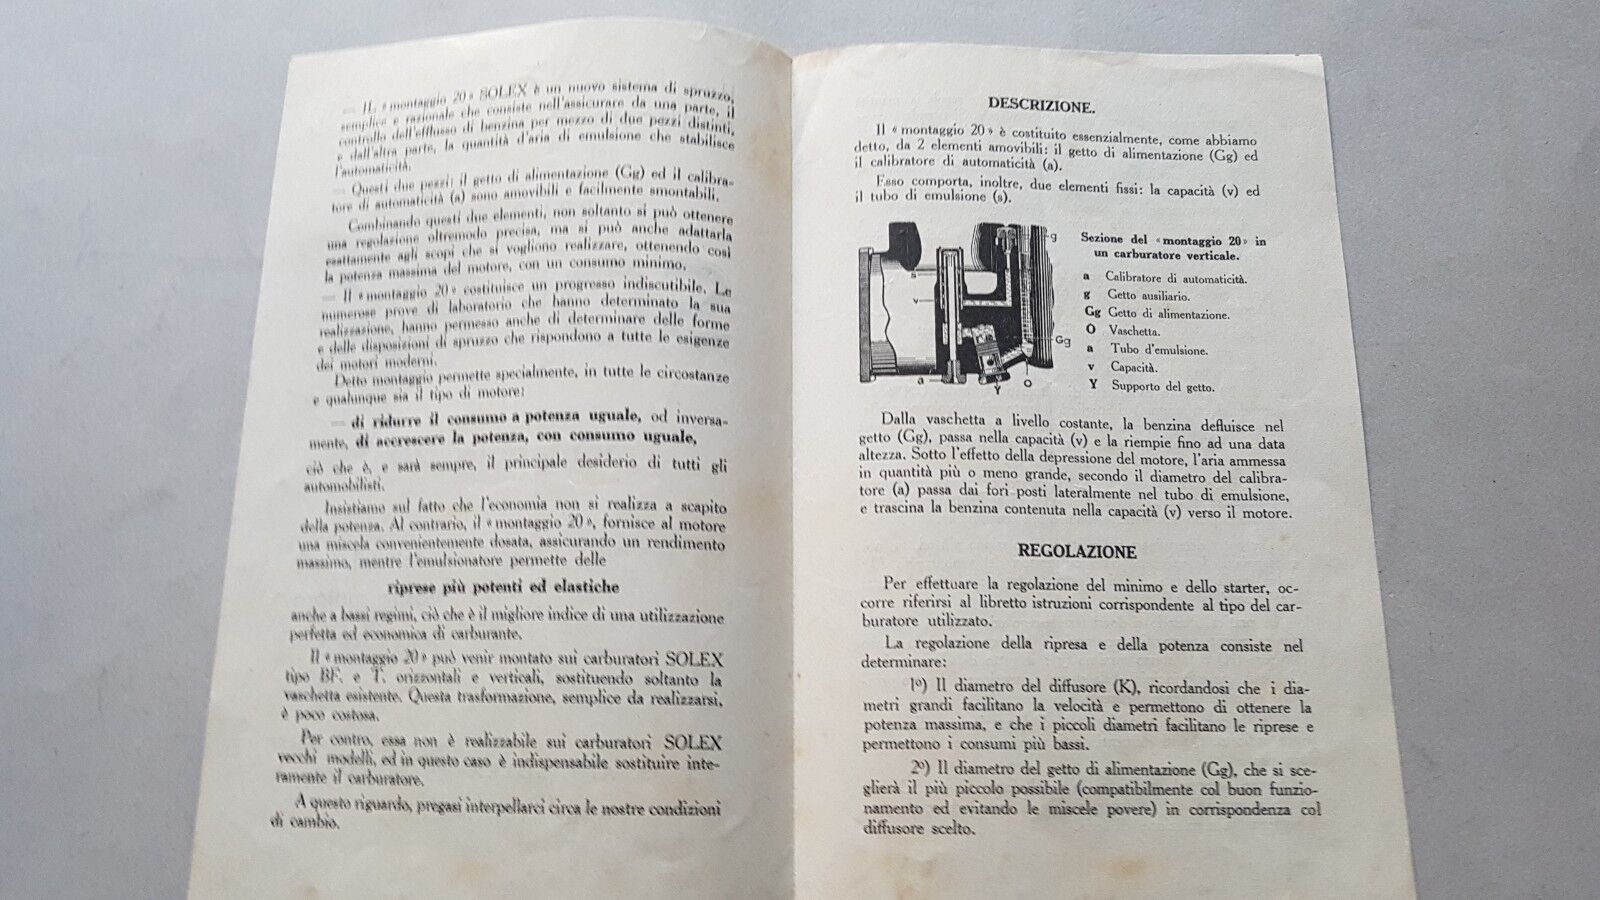 — Il « montaggio 20 » SOLEX è un nuovo sistema di spruzzo,
semplice e razionale che consiste nell'assicurare da una parte, il
controllo dell'efflusso di benzina per mezzo di due pezzi distinti,
e dall'altra parte, la quantità d'aria di emulsione che stabilisce
l'automaticità.
— Questi due pezzi: il getto di alimentazione (Gg) ed il calibra-
tore di automaticità (a) sono amovibili e facilmente smontabili.
Combinando questi due elementi, non soltanto si può ottenere
una regolazione oltremodo precisa, ma si può anche adattarla
esattamente agli scopi che si vogliono realizzare, ottenendo così
la potenza massima del motore, con un consumo minimo.
— Il « montaggio 20 » costituisce un progresso indiscutibile. Le
numerose prove di laboratorio che hanno determinato la sua
realizzazione, hanno permesso anche di determinare delle forme
e delle disposizioni di spruzzo che rispondono a tutte le esigenze
dei motori moderni.
Detto montaggio permette specialmente, in tutte le circostanze
e qualunque sia il tipo di motore:
— di ridurre il consumo a potenza uguale, od inversa-
mente, di accrescere la potenza, con consumo uguale,
ciò che è, e sarà sempre, il principale desiderio di tutti gli
automobilisti.
Insistiamo sul fatto che l'economia non si realizza a scapito
della potenza. Al contrario, il « montaggio 20 », fornisce al motore
una miscela convenientemente dosata, assicurando un rendimento
massimo, mentre l'emulsionatore permette delle
riprese più potenti ed elastiche
anche a bassi regimi, ciò che è il migliore indice di una utilizzazione
perfetta ed economica di carburante.
Il « montaggio 20 » può venir montato sui carburatori SOLEX
tipo BF. e T. orizzontali e verticali, sostituendo soltanto la
vaschetta esistente. Questa trasformazione, semplice da realizzarsi,
è poco costosa.
Per contro, essa non è realizzabile sui carburatori SOLEX
vecchi modelli, ed in questo caso è indispensabile sostituire inte-
ramente il carburatore.
A questo riguardo, pregasi interpellarci circa le nostre condizioni
di cambio.
DESCRIZIONE.
Il « montaggio 20 » è costituito essenzialmente, come abbiamo
detto, da 2 elementi amovibili: il getto di alimentazione (Gg) ed
il calibratore di automaticità (a).
Esso comporta, inoltre, due elementi fissi: la capacità (v) ed
il tubo di emulsione (s).
g
s
v
Gg
a
Y
O
Sezione del « montaggio 20 » in
un carburatore verticale.
a Calibratore di automaticità.
g Getto ausiliario.
Gg Getto di alimentazione.
O Vaschetta.
a Tubo d'emulsione.
v Capacità.
Y Supporto del getto.
Dalla vaschetta a livello costante, la benzina defluisce nel
getto (Gg), passa nella capacità (v) e la riempie fino ad una data
altezza. Sotto l'effetto della depressione del motore, l'aria ammessa
in quantità più o meno grande, secondo il diametro del calibra-
tore (a) passa dai fori posti lateralmente nel tubo di emulsione,
e trascina la benzina contenuta nella capacità (v) verso il motore.
REGOLAZIONE
Per effettuare la regolazione del minimo e dello starter, oc-
corre riferirsi al libretto istruzioni corrispondente al tipo del car-
buratore utilizzato.
La regolazione della ripresa e della potenza consiste nel
determinare:
1º) Il diametro del diffusore (K), ricordandosi che i dia-
metri grandi facilitano la velocità e permettono di ottenere la
potenza massima, e che i piccoli diametri facilitano le riprese e
permettono i consumi più bassi.
2º) Il diametro del getto di alimentazione (Gg), che si sce-
glierà il più piccolo possibile (compatibilmente col buon funzio-
namento ed evitando le miscele povere) in corrispondenza col
diffusore scelto.